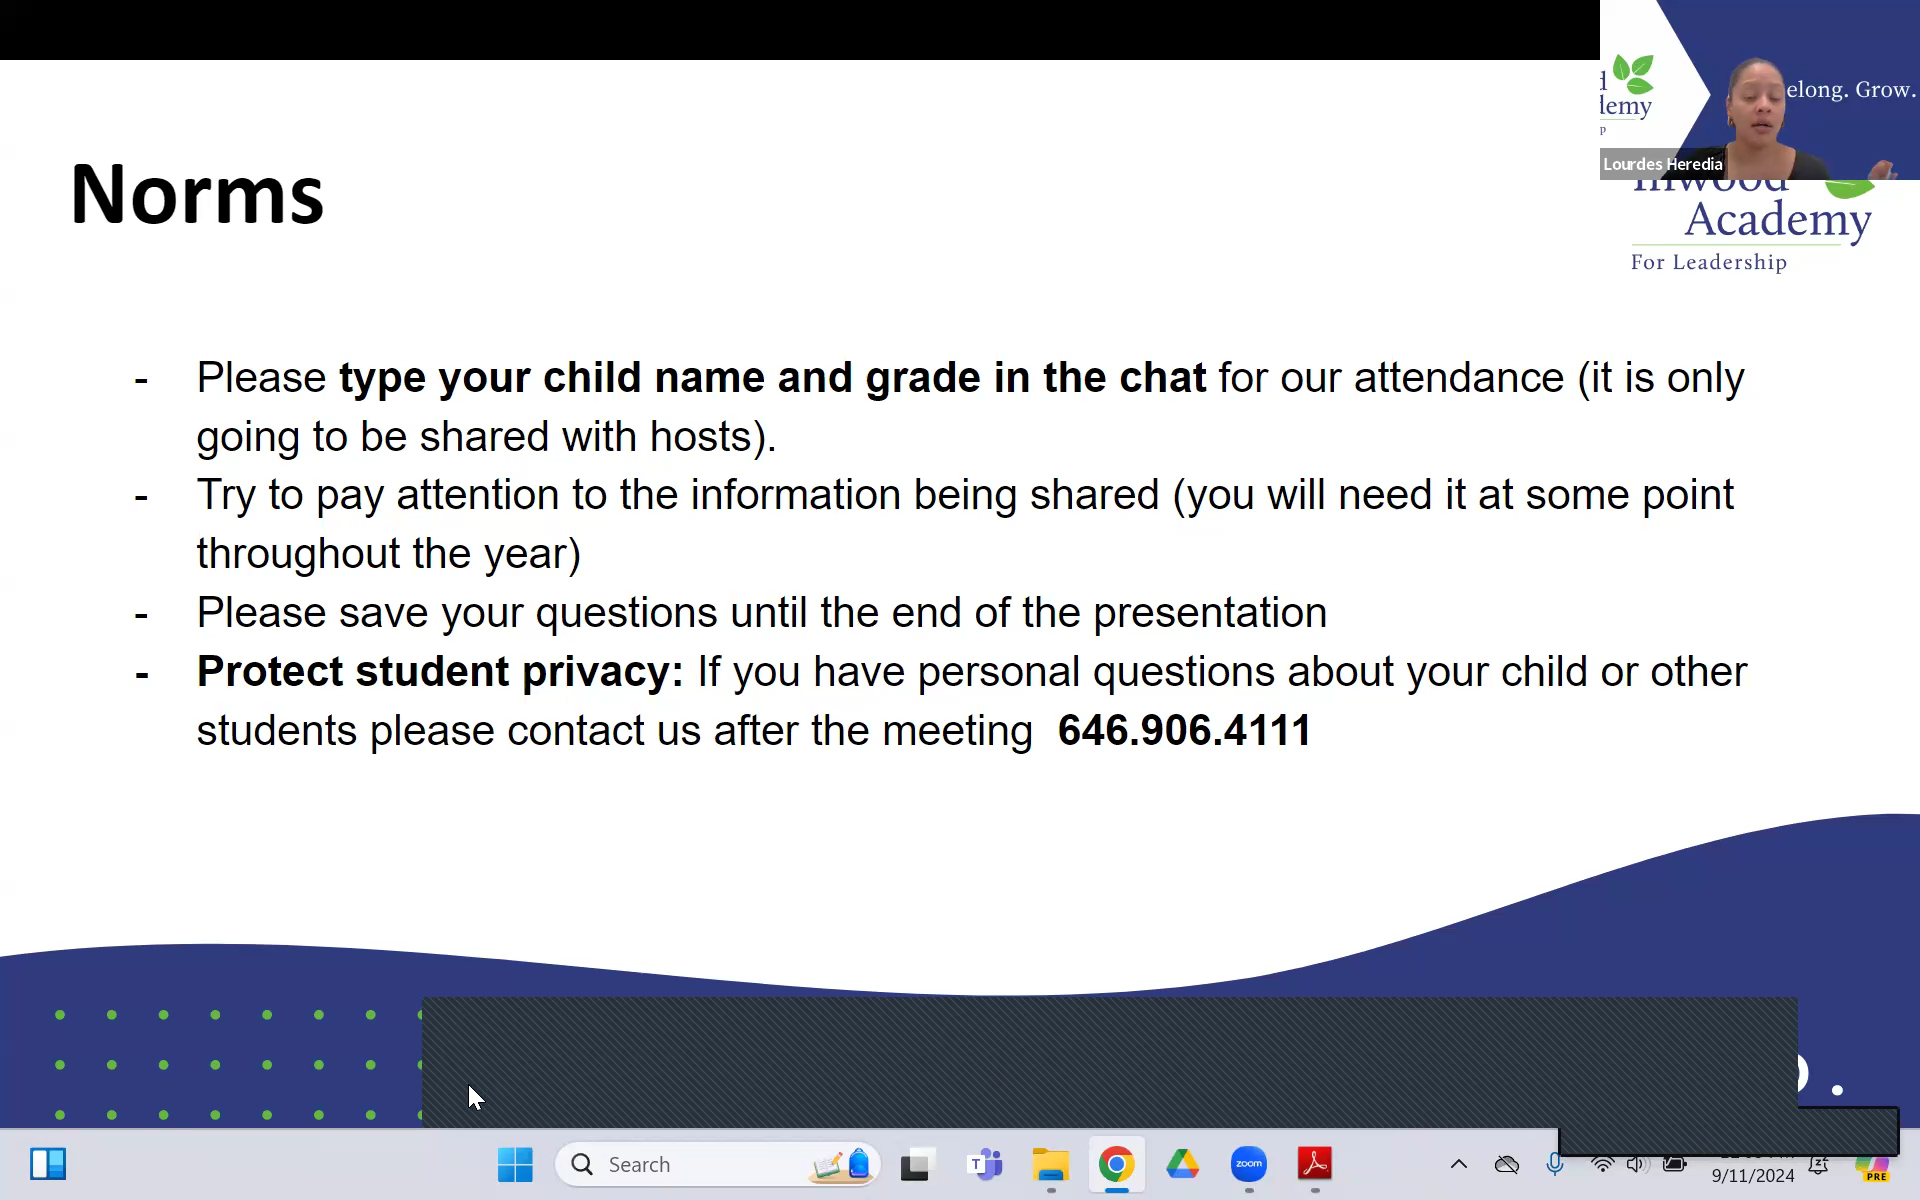 elong. Grow.
demy
Lourdes Heredia
Norms
Inwood
Academy
For Leadership
- Please type your child name and grade in the chat for our attendance (it is only
going to be shared with hosts).
- Try to pay attention to the information being shared (you will need it at some point
throughout the year)
- Please save your questions until the end of the presentation
- Protect student privacy: If you have personal questions about your child or other
students please contact us after the meeting 646.906.4111
Search
zoom
9/11/2024
PRE